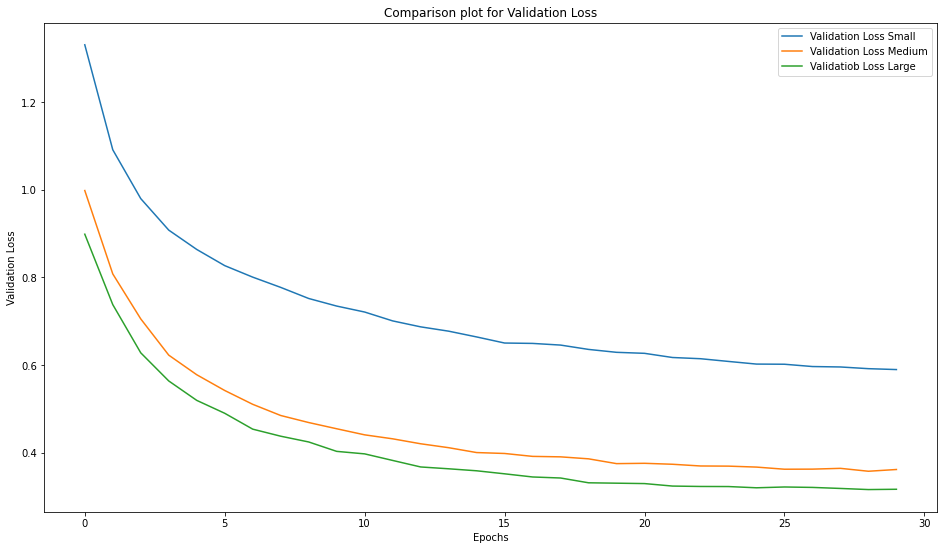 Comparison plot for Validation Loss
Validation Loss Small
Validation Loss Medium
Validatiob Loss Large
1.2
1.0
0.8
0.6
0.4
Validation Loss
0 5 10 15 20 25 30
Epochs